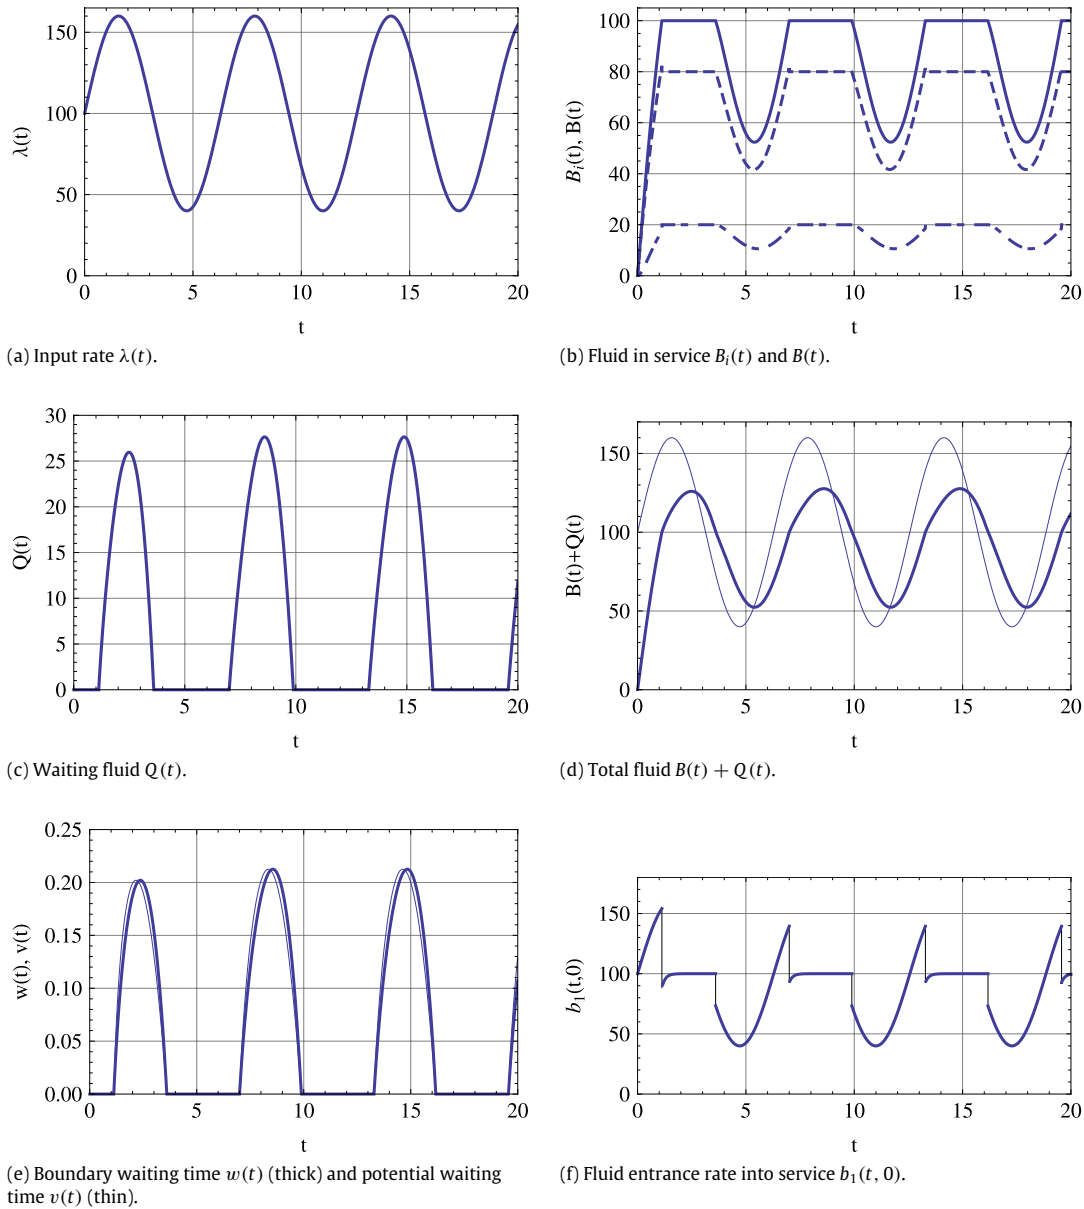 150
100
50
0
λ(t)
0 5 10 15 20
t
(a) Input rate λ(t).
100
80
60
40
20
0
B_i(t), B(t)
0 5 10 15 20
t
(b) Fluid in service B_i(t) and B(t).
30
25
20
15
10
5
0
Q(t)
0 5 10 15 20
t
(c) Waiting fluid Q(t).
150
100
50
0
B(t)+Q(t)
0 5 10 15 20
t
(d) Total fluid B(t) + Q(t).
0.25
0.20
0.15
0.10
0.05
0.00
w(t), v(t)
0 5 10 15 20
t
(e) Boundary waiting time w(t) (thick) and potential waiting
time v(t) (thin).
150
100
50
0
b_1(t,0)
0 5 10 15 20
t
(f) Fluid entrance rate into service b_1(t, 0).